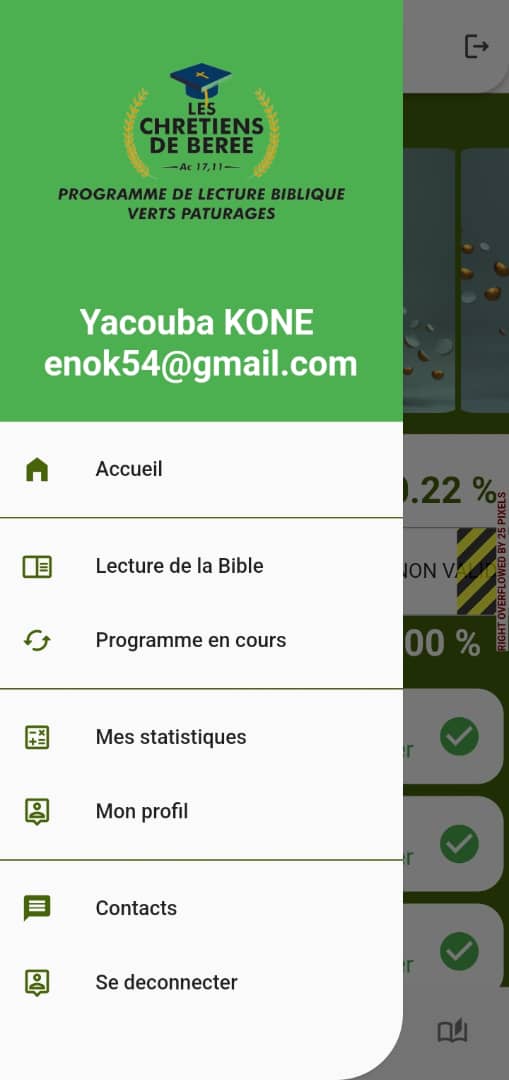 LES
CHRETIENS
DE BEREE
Ac 17,11
PROGRAMME DE LECTURE BIBLIQUE
VERTS PATURAGES
Yacouba KONE
enok54@gmail.com
Accueil
.22 %
RIGHT OVERFLOWED BY 25 PIXELS
Lecture de la Bible
NON VALID
Programme en cours
00 %
Mes statistiques
er
Mon profil
er
Contacts
er
Se deconnecter